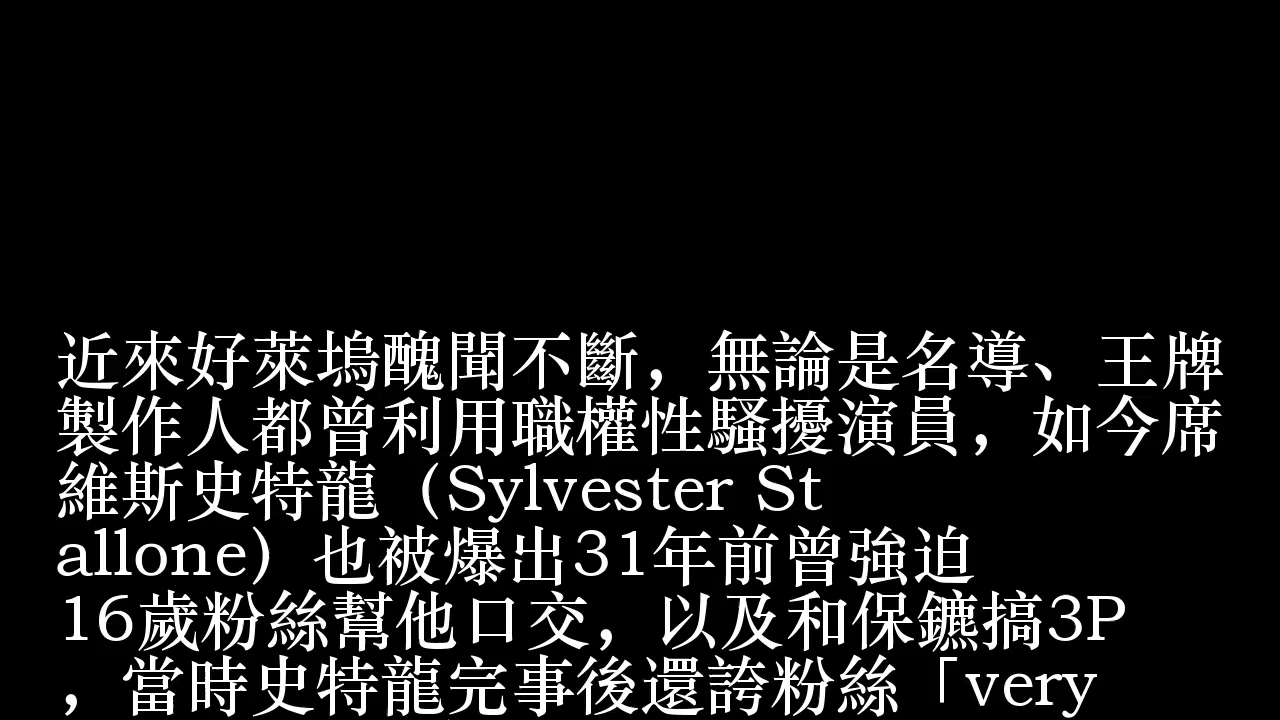 近來好萊塢醜聞不斷，無論是名導、王牌
製作人都曾利用職權性騷擾演員，如今席
維斯史特龍（Sylvester St
allone）也被爆出31年前曾強迫
16歲粉絲幫他口交，以及和保鑣搞3P
，當時史特龍完事後還誇粉絲「very